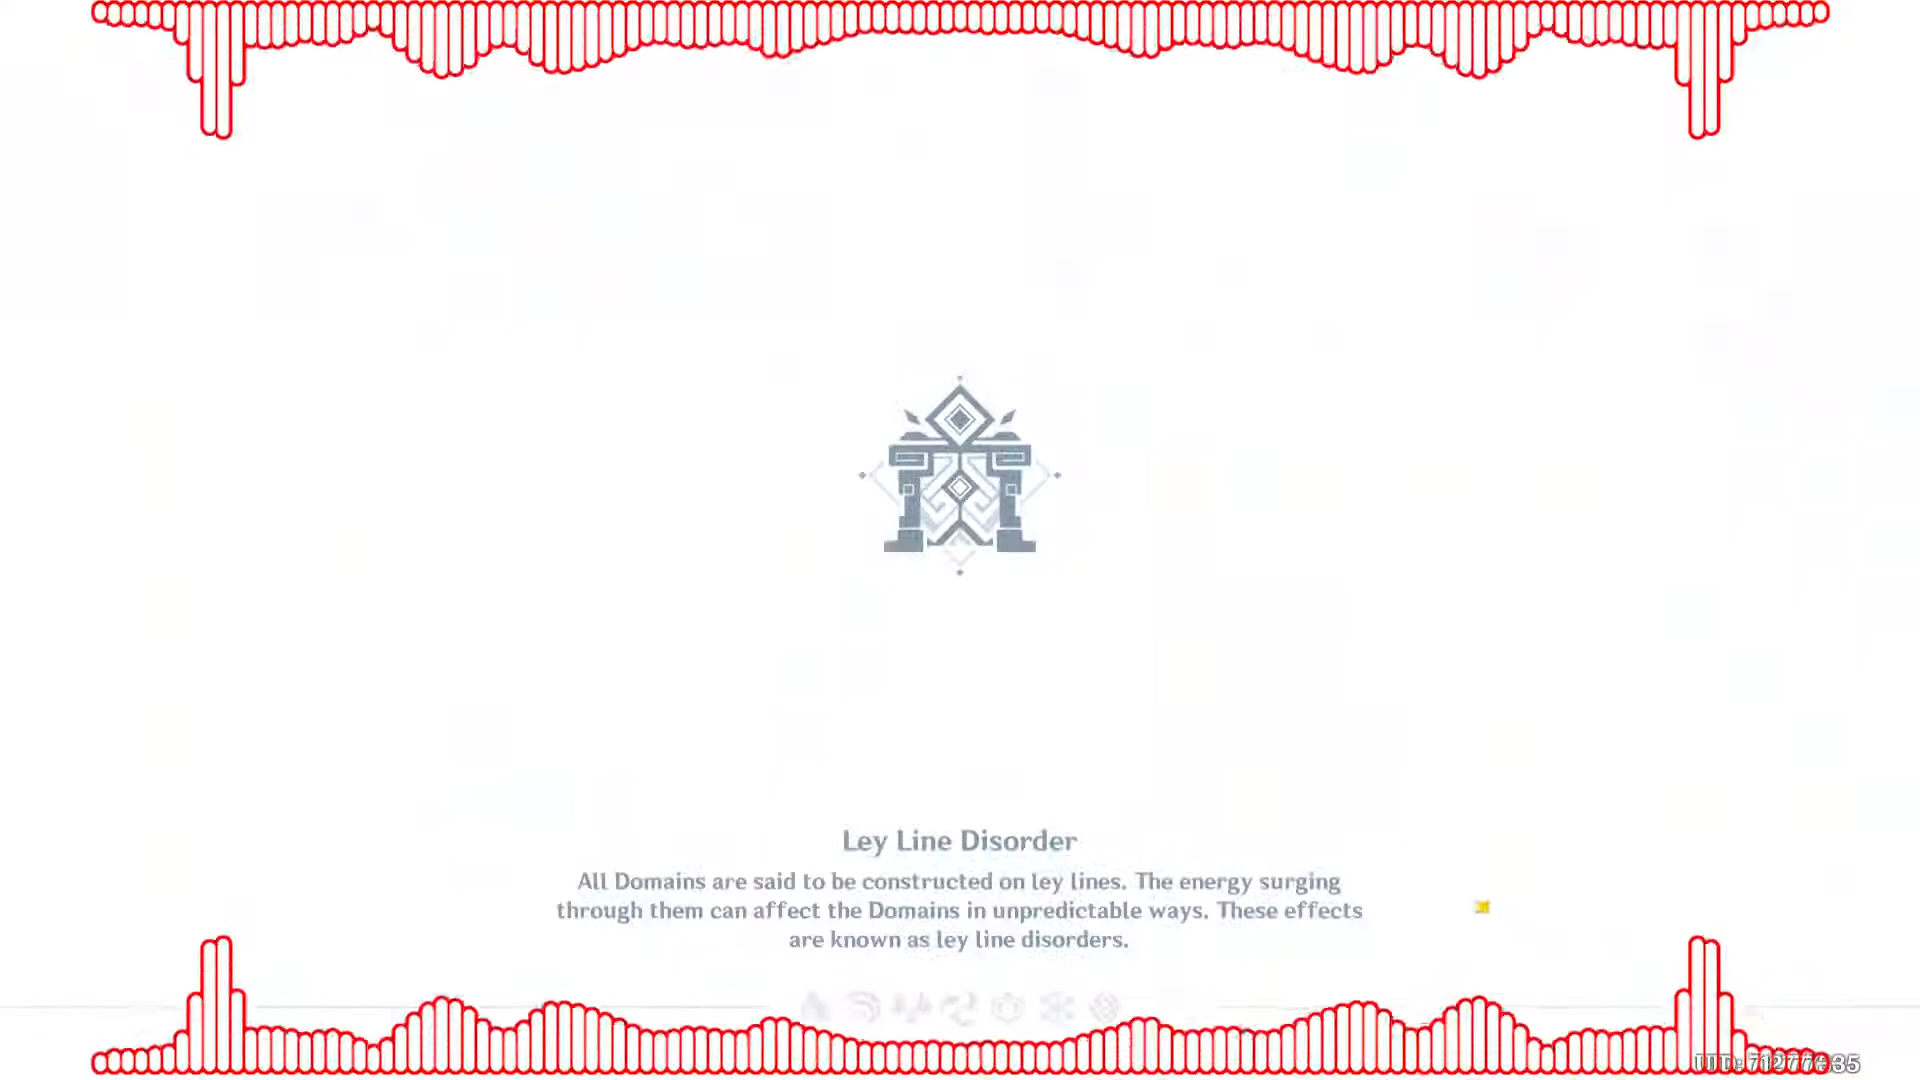 Ley Line Disorder
All Domains are said to be constructed on ley lines. The energy surging
through them can affect the Domains in unpredictable ways. These effects
are known as ley line disorders.